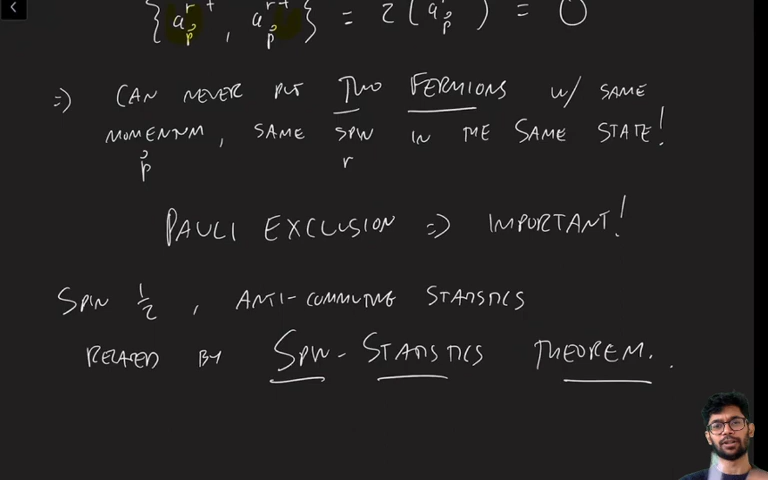 { a_p^{r†}, a_p^{r†} } = 2 ( a_p^{r†} ) = 0
⇒ CAN NEVER PUT TWO FERMIONS w/ SAME
MOMENTUM, SAME SPIN IN THE SAME STATE!
p r
PAULI EXCLUSION ⇒ IMPORTANT!
SPIN 1/2, ANTI-COMMUTING STATISTICS
RELATED BY SPIN-STATISTICS THEOREM.